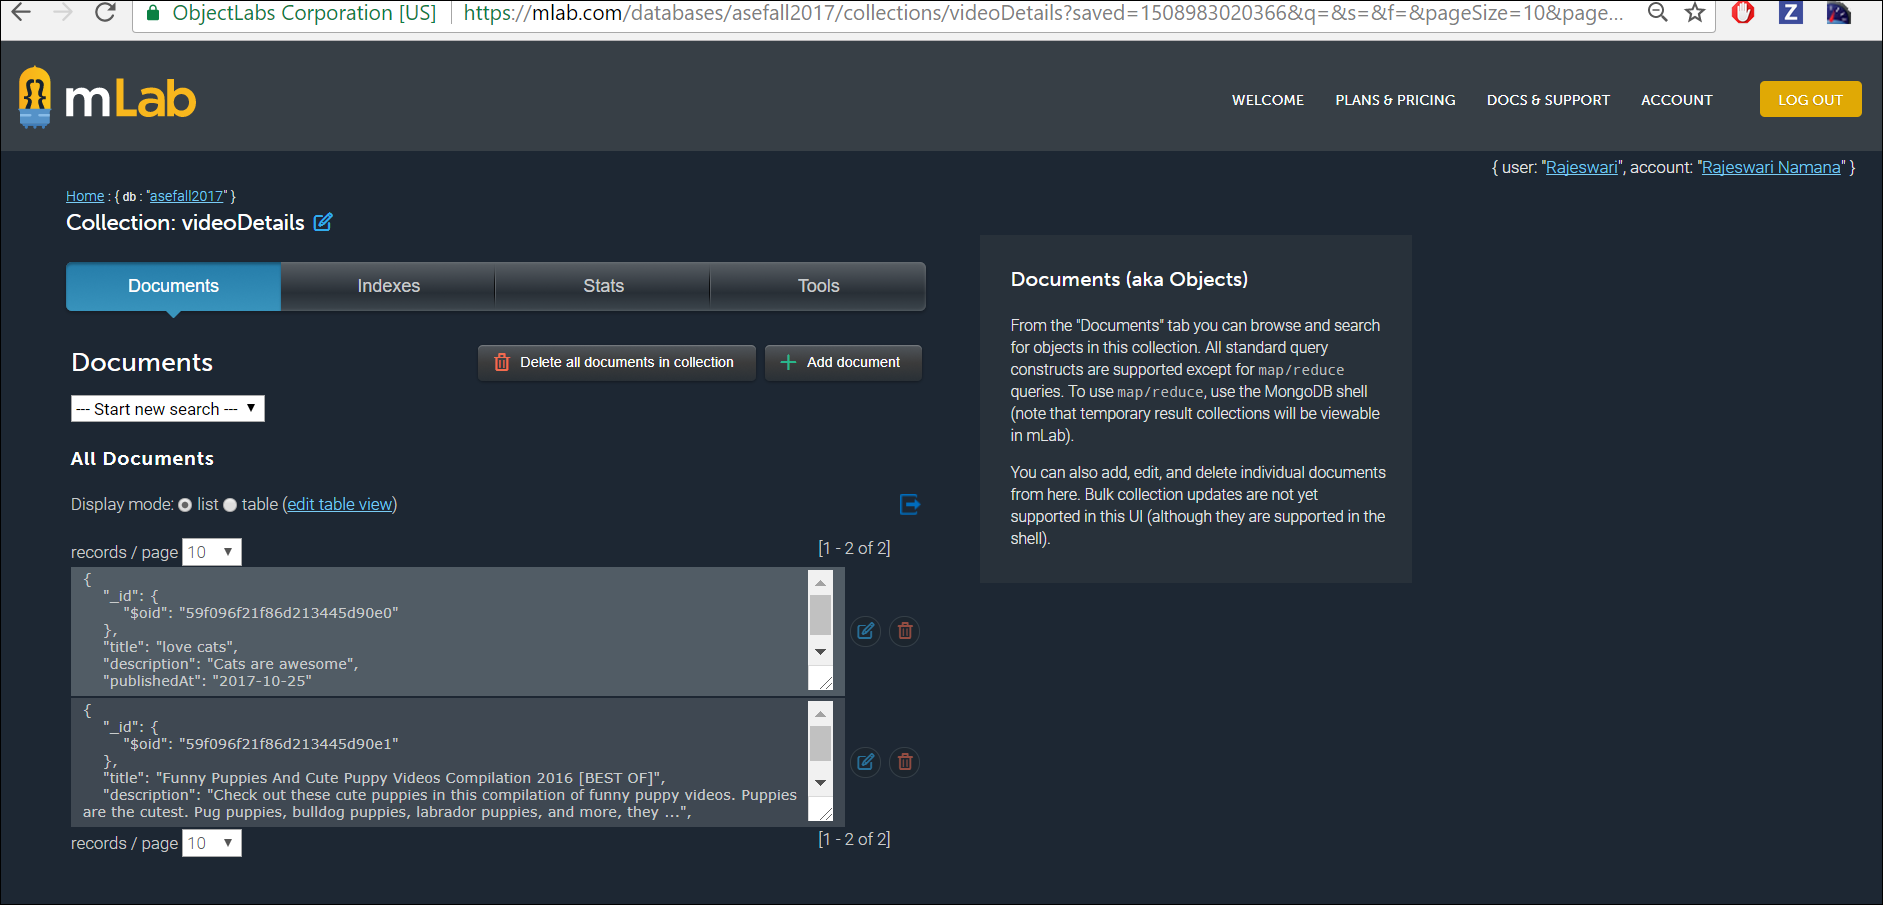 ObjectLabs Corporation [US] https://mlab.com/databases/asefall2017/collections/videoDetails?saved=1508983020366&q=&s=&f=&pageSize=10&page...
Z
mLab
WELCOME PLANS & PRICING DOCS & SUPPORT ACCOUNT LOG OUT
{ user: "Rajeswari", account: "Rajeswari Namana" }
Home : { db : "asefall2017" }
Collection: videoDetails
Documents Indexes Stats Tools
Documents
Delete all documents in collection
Add document
--- Start new search ---
All Documents
Display mode: list table (edit table view)
records / page 10
[1 - 2 of 2]
{
"_id": {
"$oid": "59f096f21f86d213445d90e0"
},
"title": "love cats",
"description": "Cats are awesome",
"publishedAt": "2017-10-25"
{
"_id": {
"$oid": "59f096f21f86d213445d90e1"
},
"title": "Funny Puppies And Cute Puppy Videos Compilation 2016 [BEST OF]",
"description": "Check out these cute puppies in this compilation of funny puppy videos. Puppies
are the cutest. Pug puppies, bulldog puppies, labrador puppies, and more, they ...",
records / page 10
[1 - 2 of 2]
Documents (aka Objects)
From the "Documents" tab you can browse and search
for objects in this collection. All standard query
constructs are supported except for map/reduce
queries. To use map/reduce, use the MongoDB shell
(note that temporary result collections will be viewable
in mLab).
You can also add, edit, and delete individual documents
from here. Bulk collection updates are not yet
supported in this UI (although they are supported in the
shell).